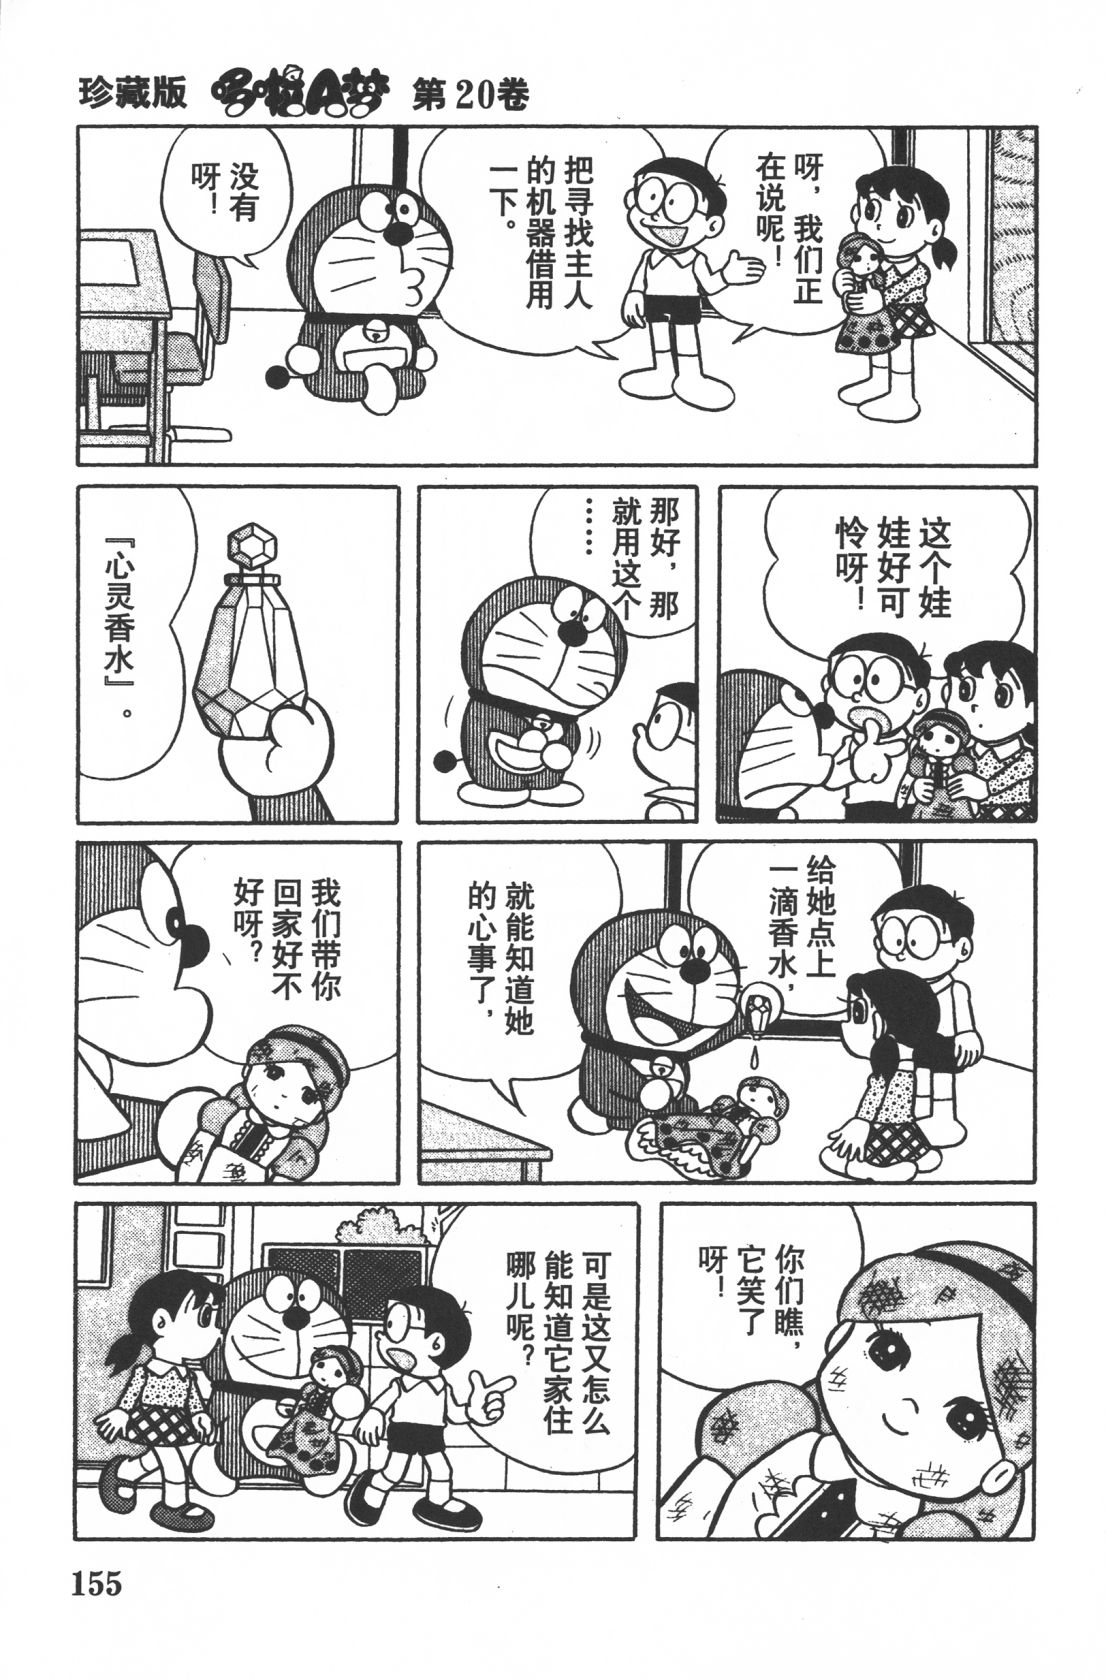 珍藏版 哆啦A梦 第20卷
呀，我们正
在说呢！
把寻找主人
的机器借用
一下。
没有
呀！
这个娃
娃好可
怜呀！
那好，那
就用这个
……
『心灵香水』。
给她点上
一滴香水，
就能知道她
的心事了，
我们带你
回家好不
好呀？
你们瞧，
它笑了
呀！
可是这又怎么
能知道它家住
哪儿呢？
155